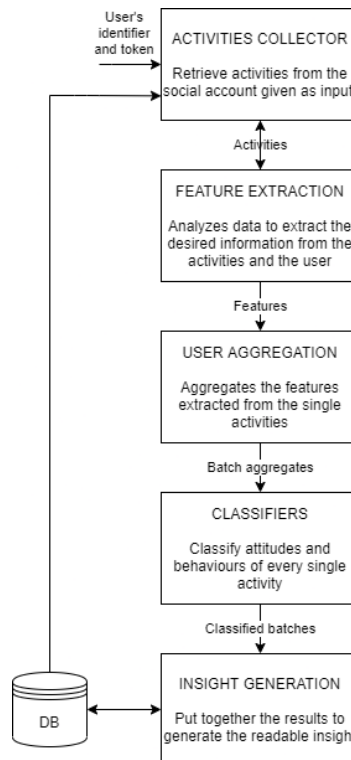 User's
identifier
and token
ACTIVITIES COLLECTOR
Retrieve activities from the
social account given as input
Activities
FEATURE EXTRACTION
Analyzes data to extract the
desired information from the
activities and the user
Features
USER AGGREGATION
Aggregates the features
extracted from the single
activities
Batch aggregates
CLASSIFIERS
Classify attitudes and
behaviours of every single
activity
Classified batches
INSIGHT GENERATION
Put together the results to
generate the readable insight
DB